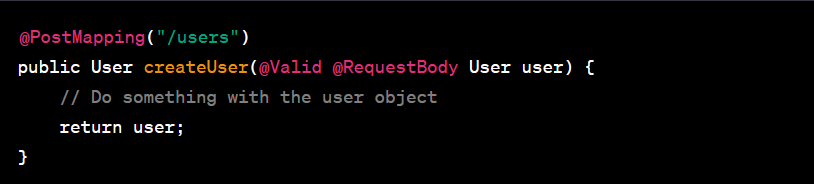 @PostMapping("/users")
public User createUser(@Valid @RequestBody User user) {
    // Do something with the user object
    return user;
}